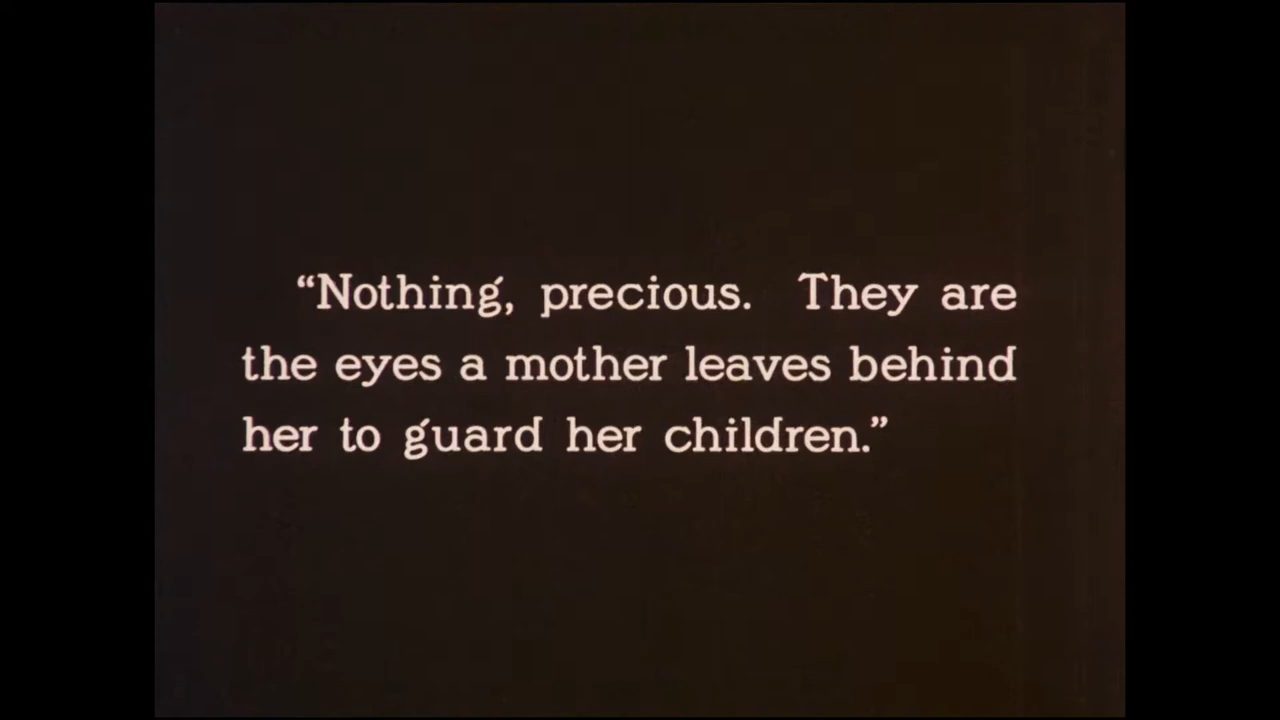 “Nothing, precious. They are
the eyes a mother leaves behind
her to guard her children.”